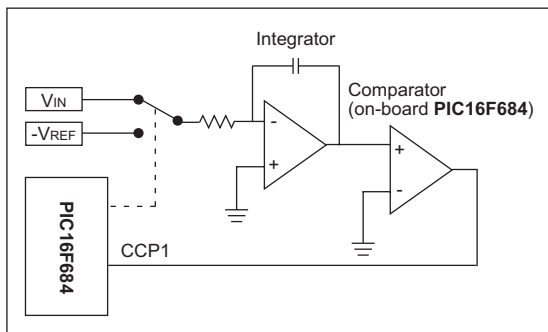 Integrator
Comparator
(on-board PIC16F684)
VIN
-VREF
-
+
+
-
PIC16F684
CCP1